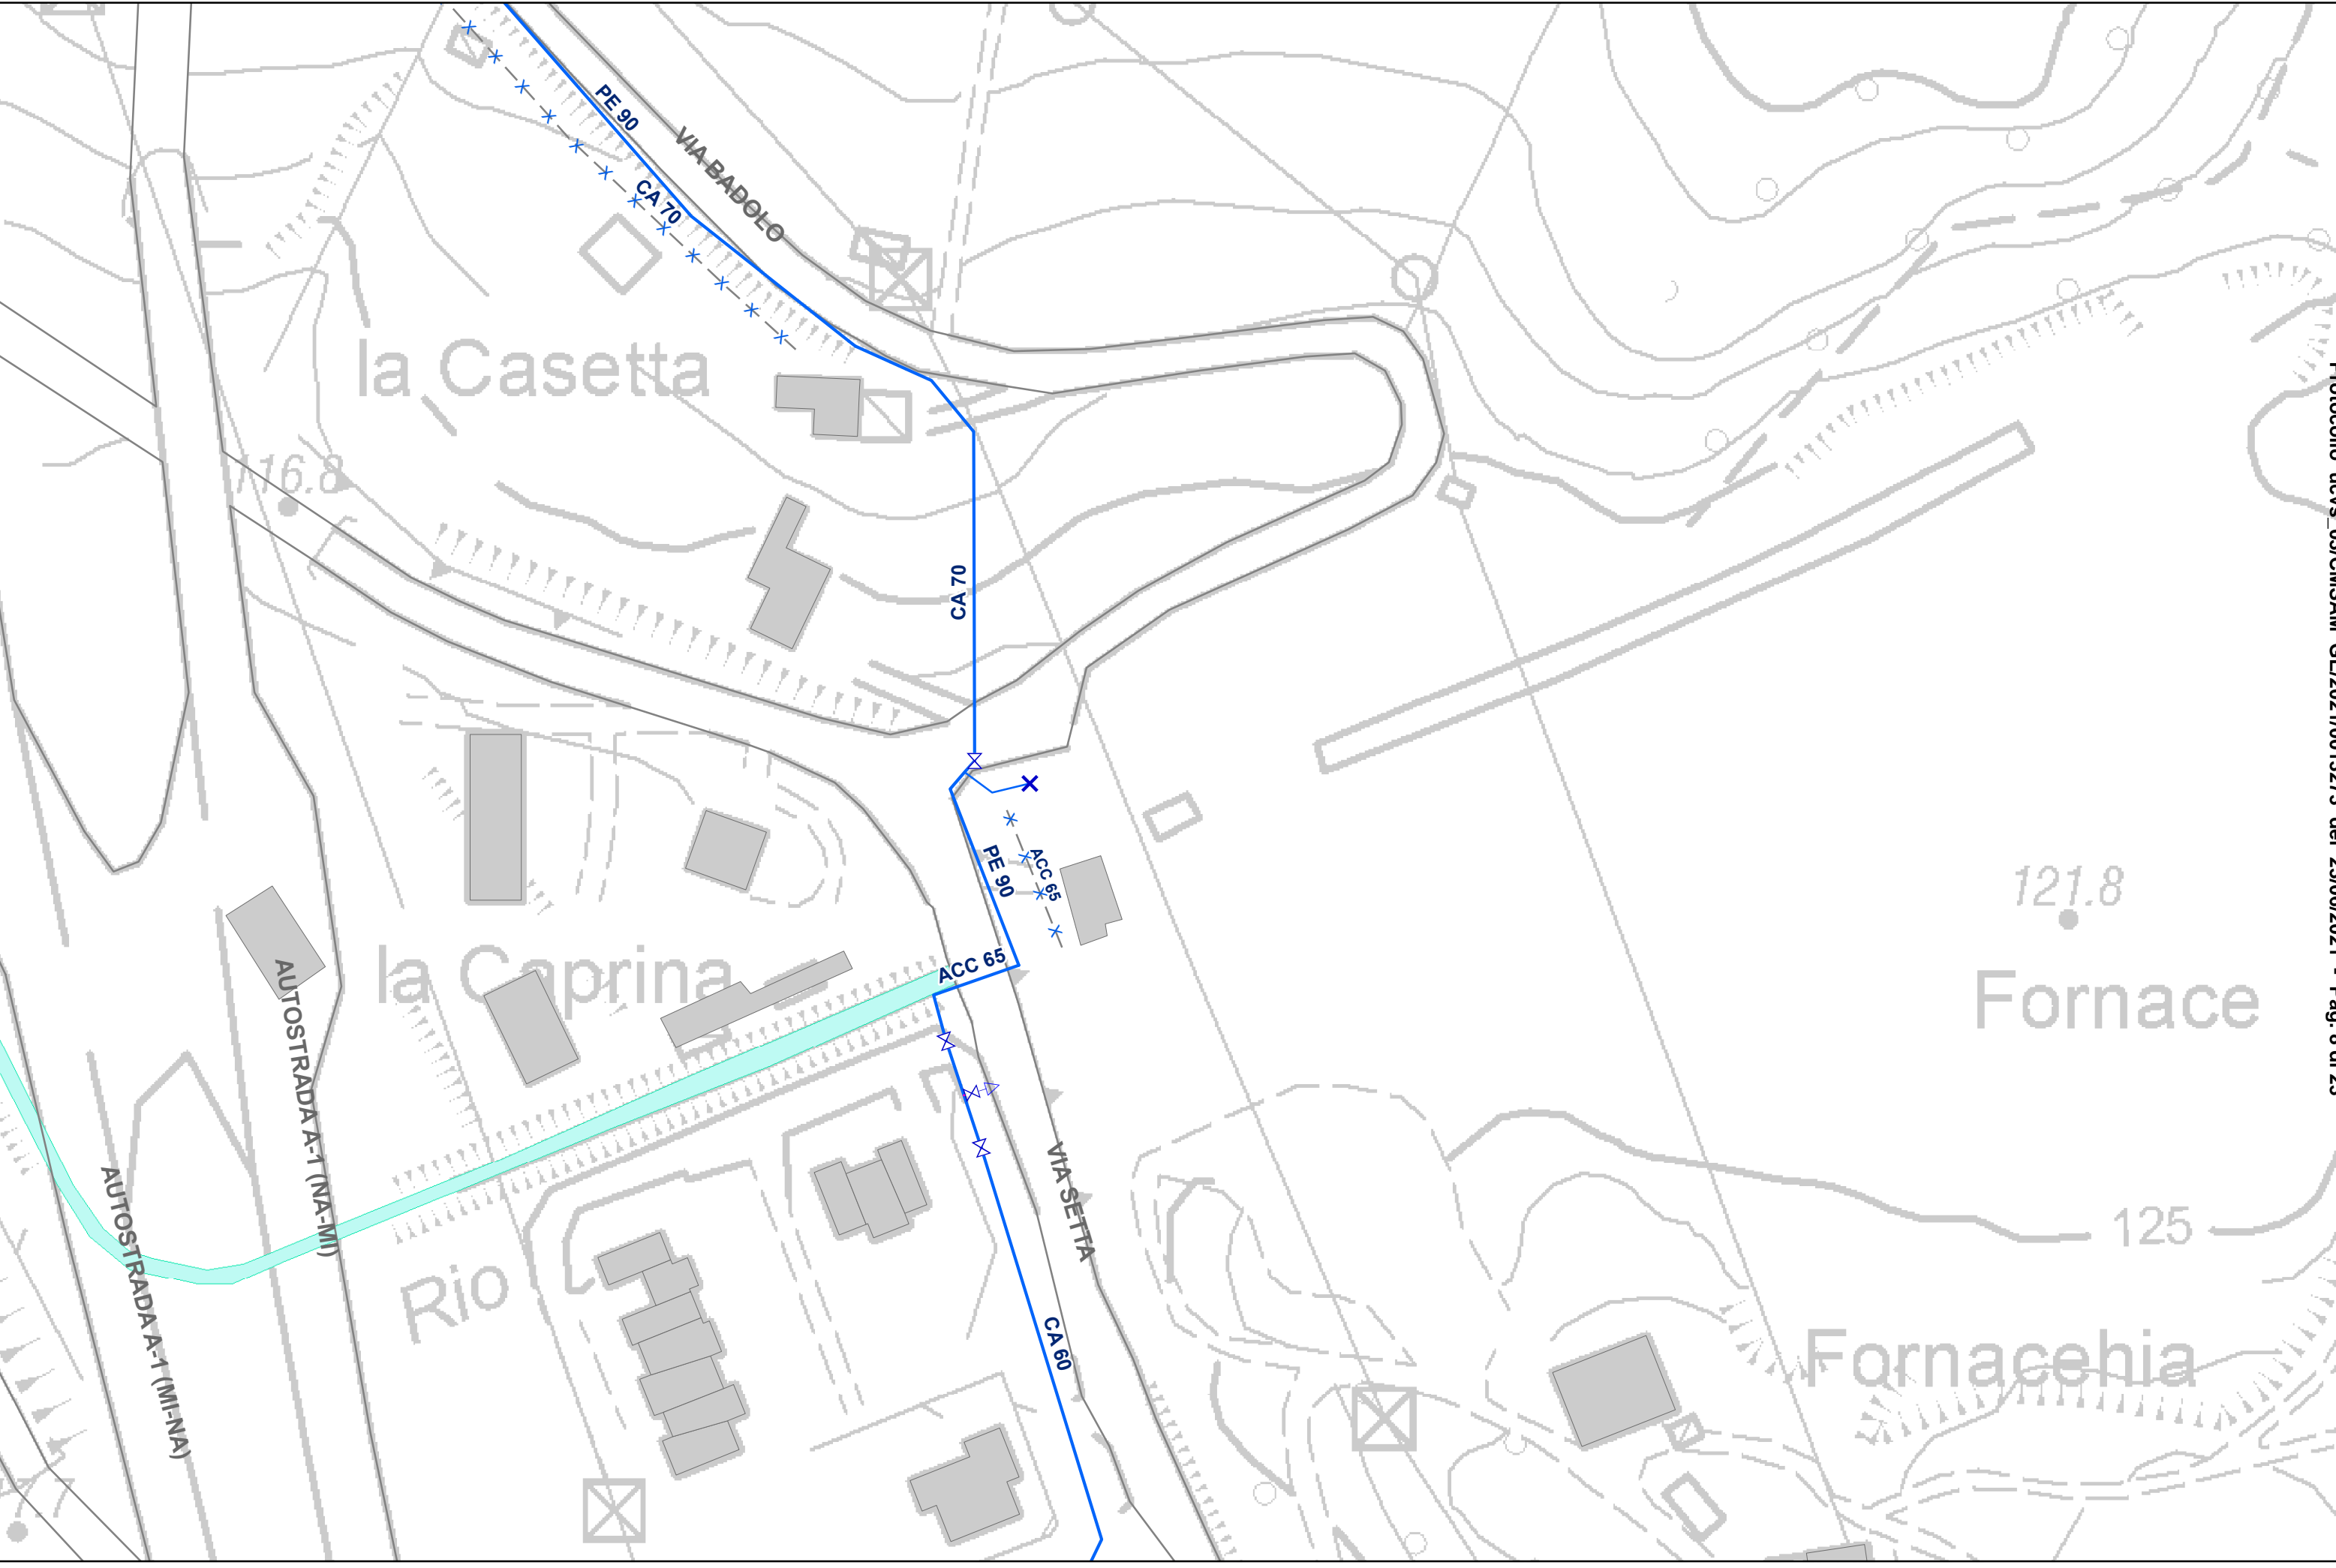 PE 90
VIA BADOLO
CA 70
la Casetta
116.8
CA 70
PE 90
ACC 65
121.8
la Caprina
ACC 65
Fornace
AUTOSTRADA A-1 (NA-MI)
AUTOSTRADA A-1 (MI-NA)
VIA SETTA
125
Rio
CA 60
Fornacehia